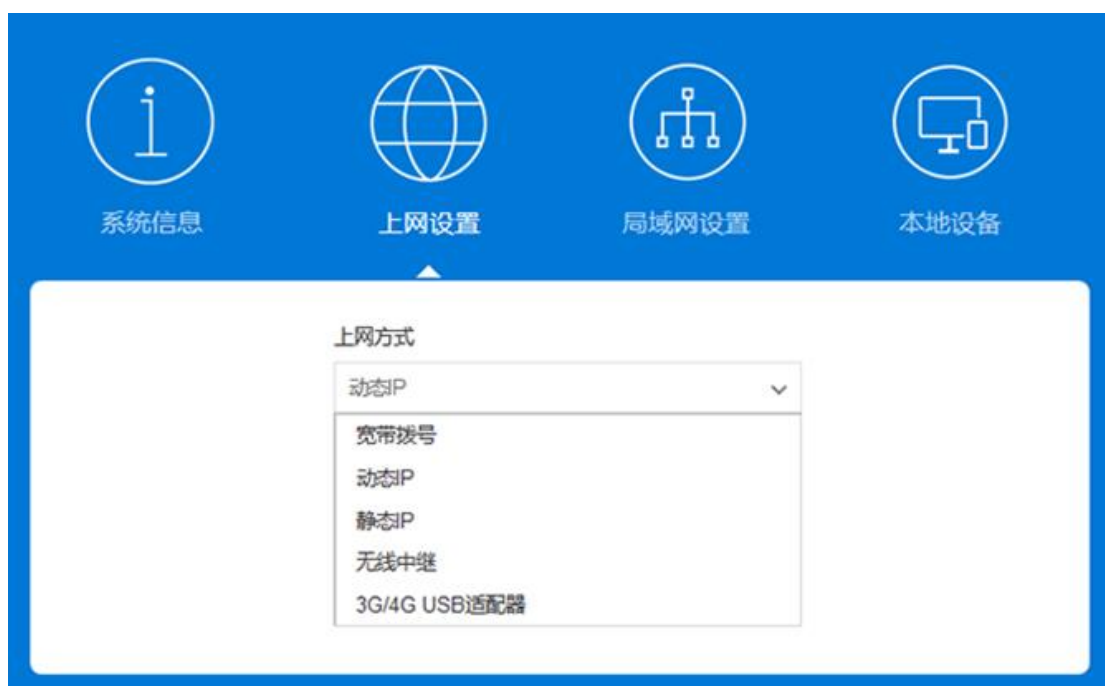 系统信息
上网设置
局域网设置
本地设备
上网方式
动态IP
宽带拨号
动态IP
静态IP
无线中继
3G/4G USB适配器